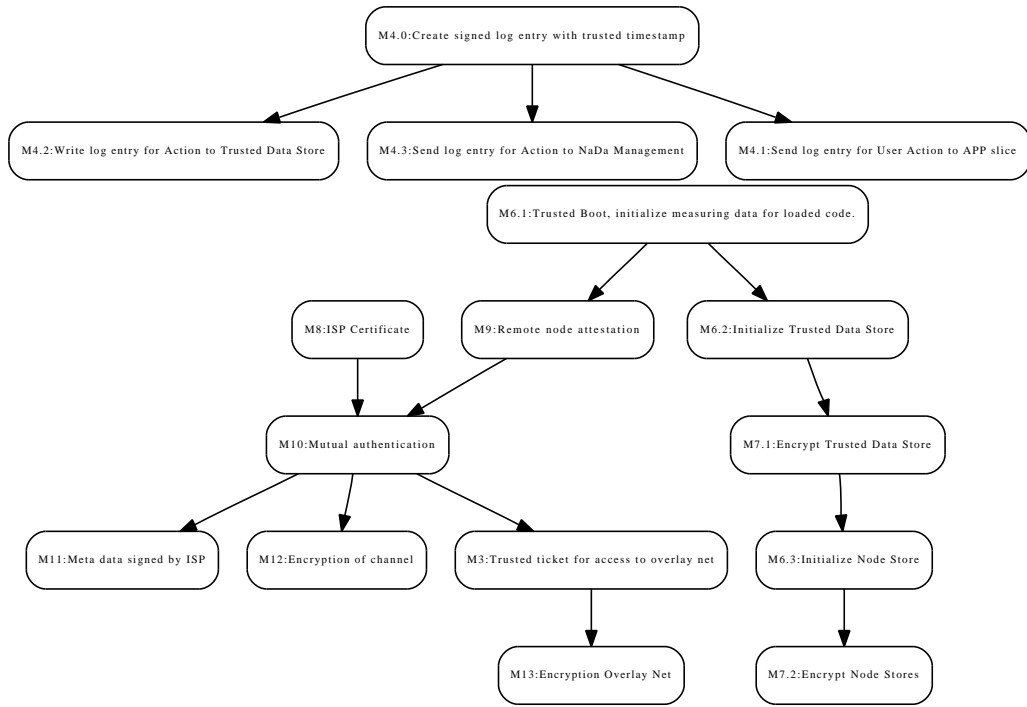 M4.0:Create signed log entry with trusted timestamp
M4.2:Write log entry for Action to Trusted Data Store
M4.3:Send log entry for Action to NaDa Management
M4.1:Send log entry for User Action to APP slice
M6.1:Trusted Boot, initialize measuring data for loaded code.
M8:ISP Certificate
M9:Remote node attestation
M6.2:Initialize Trusted Data Store
M10:Mutual authentication
M7.1:Encrypt Trusted Data Store
M11:Meta data signed by ISP
M12:Encryption of channel
M3:Trusted ticket for access to overlay net
M6.3:Initialize Node Store
M13:Encryption Overlay Net
M7.2:Encrypt Node Stores